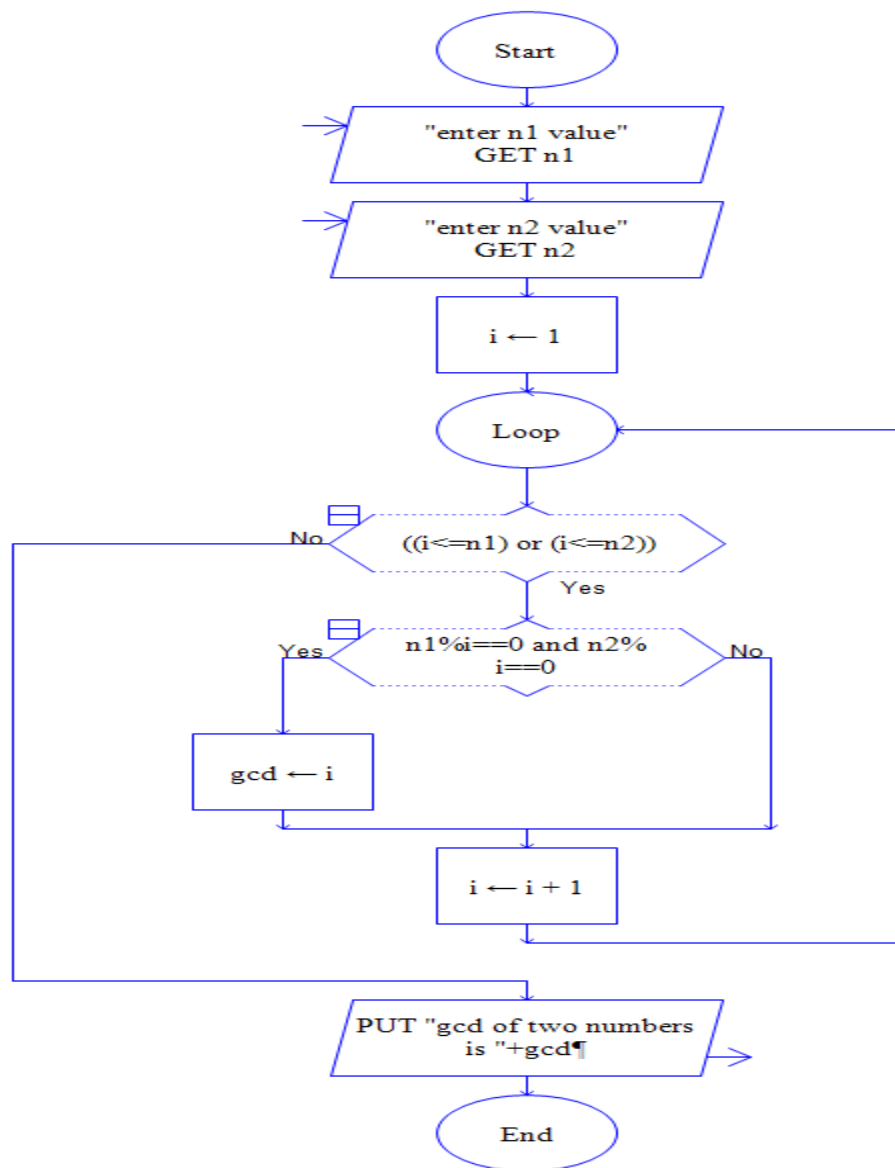 Start
"enter n1 value"
GET n1
"enter n2 value"
GET n2
i ← 1
Loop
No
((i<=n1) or (i<=n2))
Yes
Yes
n1%i==0 and n2%
i==0
No
gcd ← i
i ← i + 1
PUT "gcd of two numbers
is "+gcd¶
End